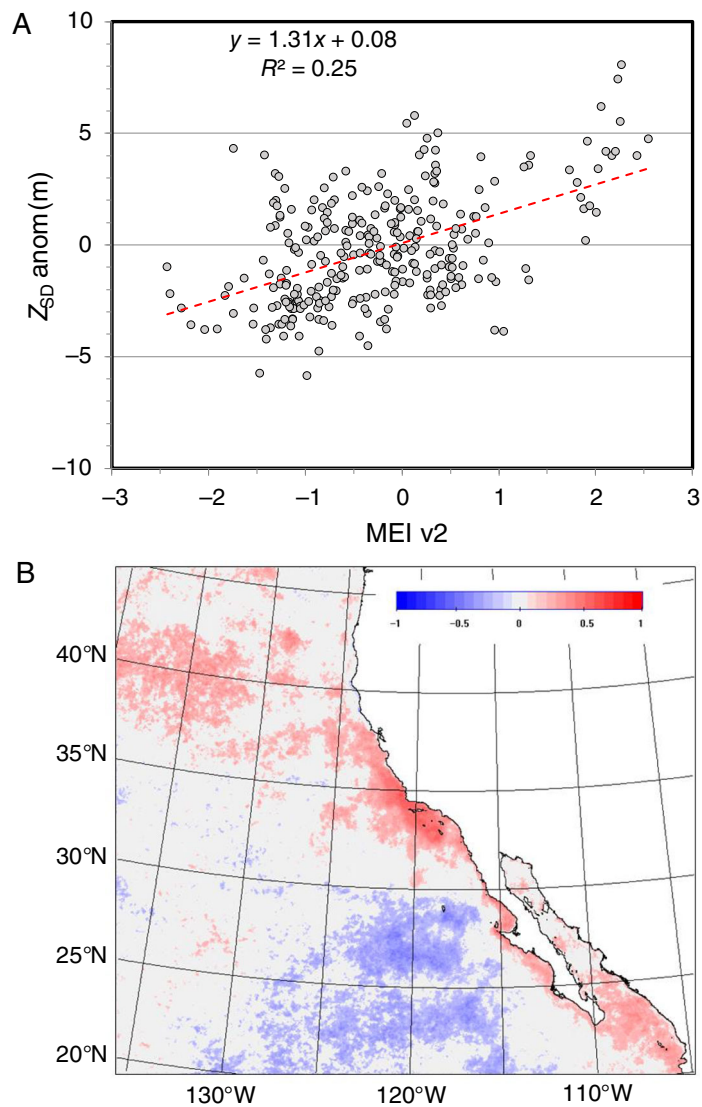 A
y = 1.31x + 0.08
R² = 0.25
10
5
0
–5
–10
Z_SD anom(m)
–3 –2 –1 0 1 2 3
MEI v2
B
-1 -0.5 0 0.5 1
40°N
35°N
30°N
25°N
20°N
130°W 120°W 110°W